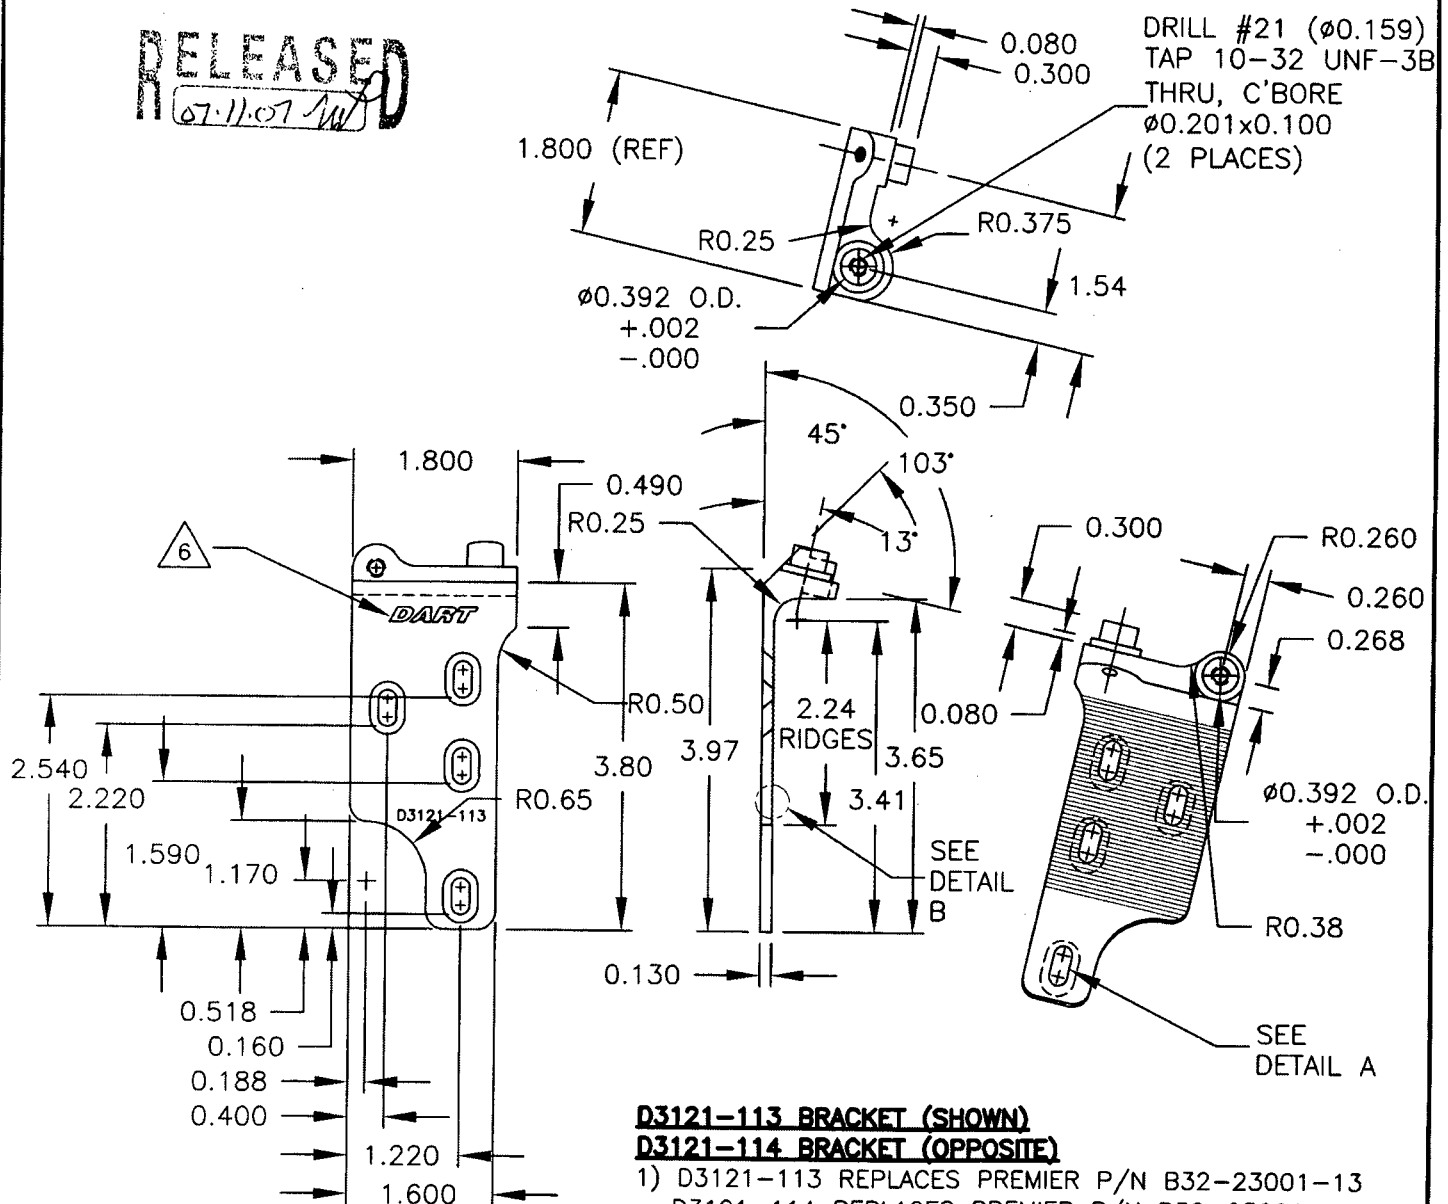 RELEASED
07.11.07
DRILL #21 (ø0.159)
TAP 10-32 UNF-3B
THRU, C'BORE
ø0.201x0.100
(2 PLACES)
0.080
0.300
1.800 (REF)
R0.25
R0.375
1.54
ø0.392 O.D.
+.002
-.000
0.350
45°
103°
13°
1.800
0.490
R0.25
6
DART
0.300
R0.260
0.260
0.268
0.080
R0.50
2.24
RIDGES
3.97
3.80
3.65
3.41
2.540
2.220
1.590
1.170
R0.65
D3121-113
ø0.392 O.D.
+.002
-.000
SEE
DETAIL
B
R0.38
0.130
0.518
0.160
0.188
0.400
1.220
1.600
SEE
DETAIL A
D3121-113 BRACKET (SHOWN)
D3121-114 BRACKET (OPPOSITE)
1) D3121-113 REPLACES PREMIER P/N B32-23001-13